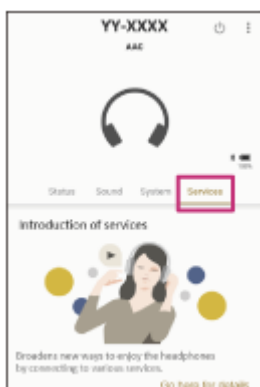 YY-XXXX
AAC
100%
Status Sound System Services
Introduction of services
Broadens new ways to enjoy the headphones
by connecting to various services.
Go here for details